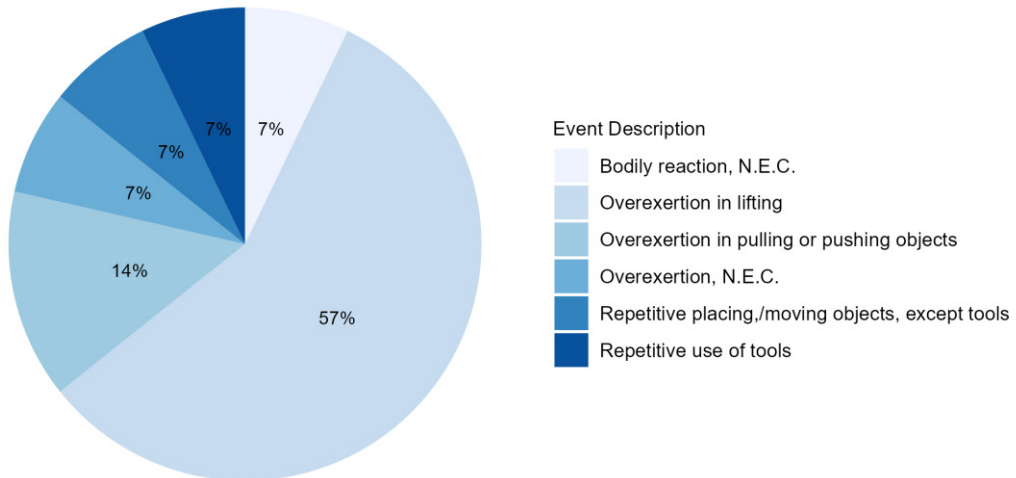 7%
7%
7%
7%
14%
57%
Event Description
Bodily reaction, N.E.C.
Overexertion in lifting
Overexertion in pulling or pushing objects
Overexertion, N.E.C.
Repetitive placing,/moving objects, except tools
Repetitive use of tools